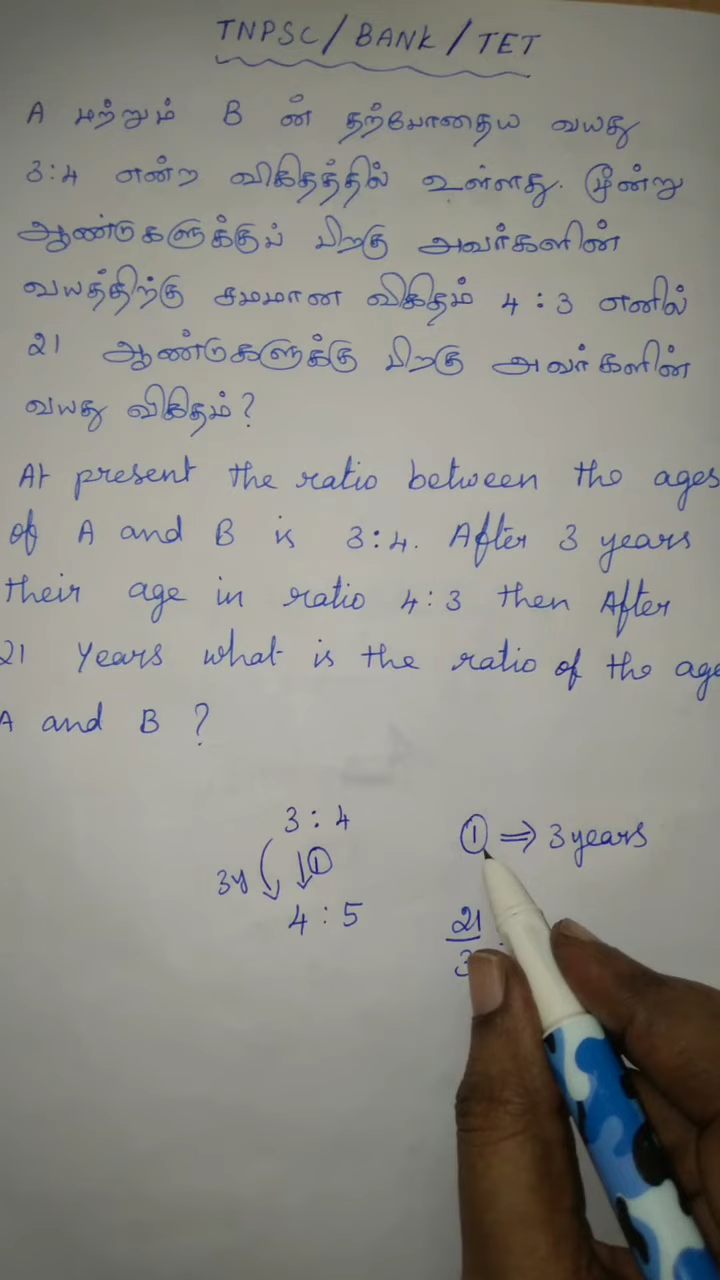 TNPSC / BANK / TET
A மற்றும் B ன் தற்போதைய வயது
3:4 என்ற விகிதத்தில் உள்ளது. மூன்று
ஆண்டுகளுக்குப் பிறகு அவர்களின்
வயத்திற்கு சமமான விகிதம் 4 : 3 எனில்
21 ஆண்டுகளுக்கு பிறகு அவர்களின்
வயது விகிதம்?
At present the ratio between the ages
of A and B is 3:4. After 3 years
their age in ratio 4:3 then After
21 Years what is the ratio of the age
A and B ?
3 : 4
① ⇒ 3 years
3y ①
4 : 5
21
3